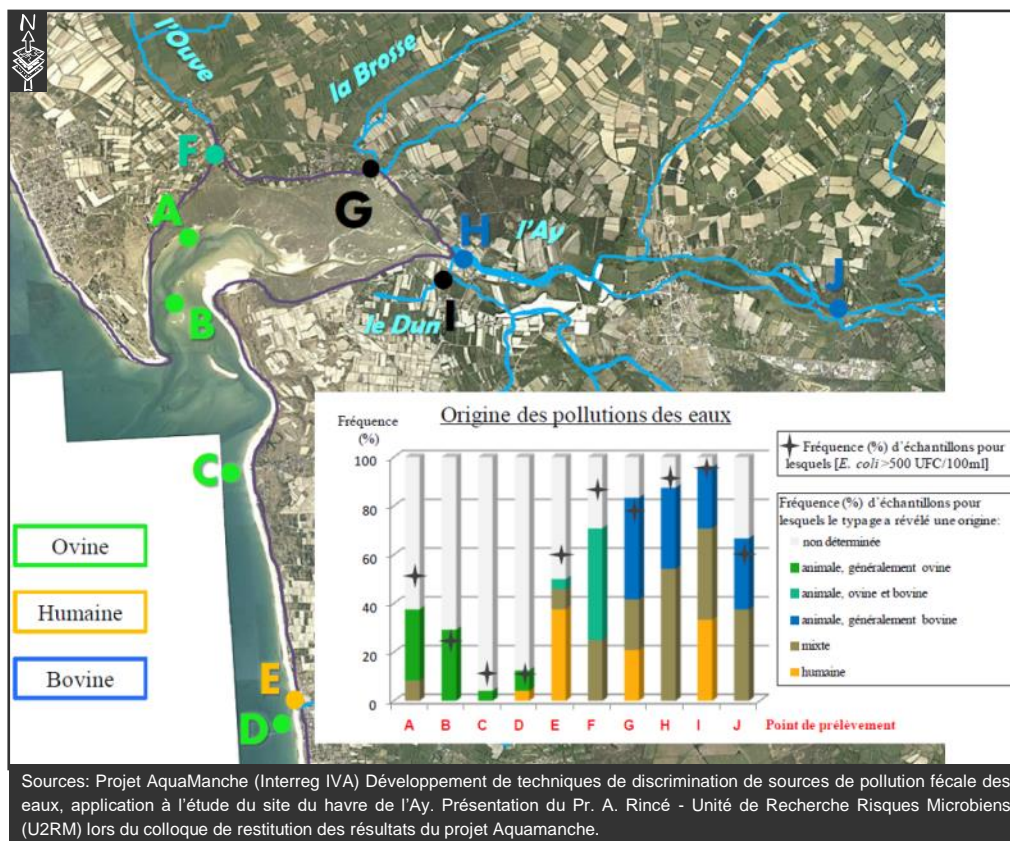 N
l'Ouve
la Brosse
F
A
G
H
l'Ay
J
B
I
le Dun
C
Ovine
Humaine
Bovine
E
D
Origine des pollutions des eaux
Fréquence
(%)
100
80
60
40
20
0
A B C D E F G H I J
Point de prélèvement
Fréquence (%) d'échantillons pour
lesquels [E. coli >500 UFC/100ml]
Fréquence (%) d'échantillons pour
lesquels le typage a révélé une origine:
non déterminée
animale, généralement ovine
animale, ovine et bovine
animale, généralement bovine
mixte
humaine
Sources: Projet AquaManche (Interreg IVA) Développement de techniques de discrimination de sources de pollution fécale des
eaux, application à l'étude du site du havre de l'Ay. Présentation du Pr. A. Rincé - Unité de Recherche Risques Microbiens
(U2RM) lors du colloque de restitution des résultats du projet Aquamanche.